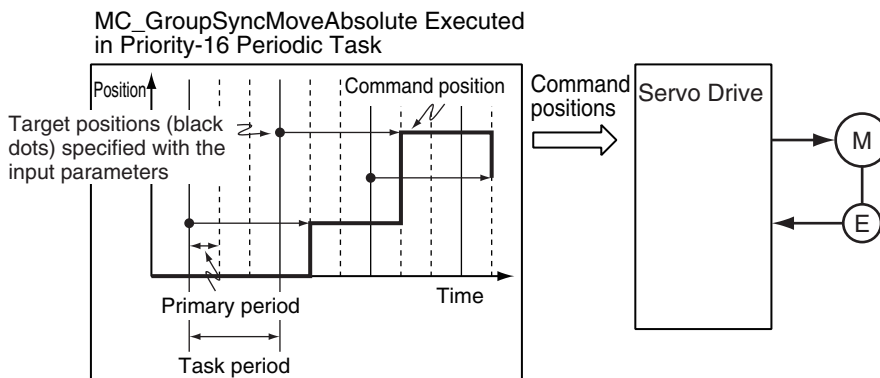 MC_GroupSyncMoveAbsolute Executed
in Priority-16 Periodic Task
Position
Command position
Target positions (black
dots) specified with the
input parameters
Primary period
Time
Task period
Command
positions
Servo Drive
M
E